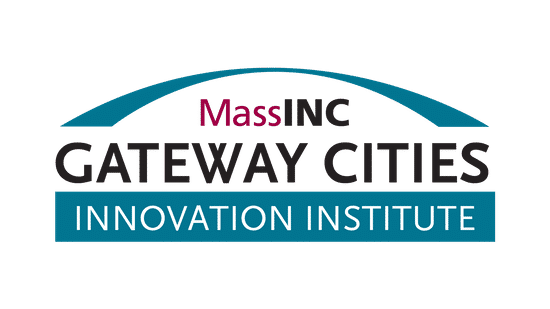 MassINC
GATEWAY CITIES
INNOVATION INSTITUTE